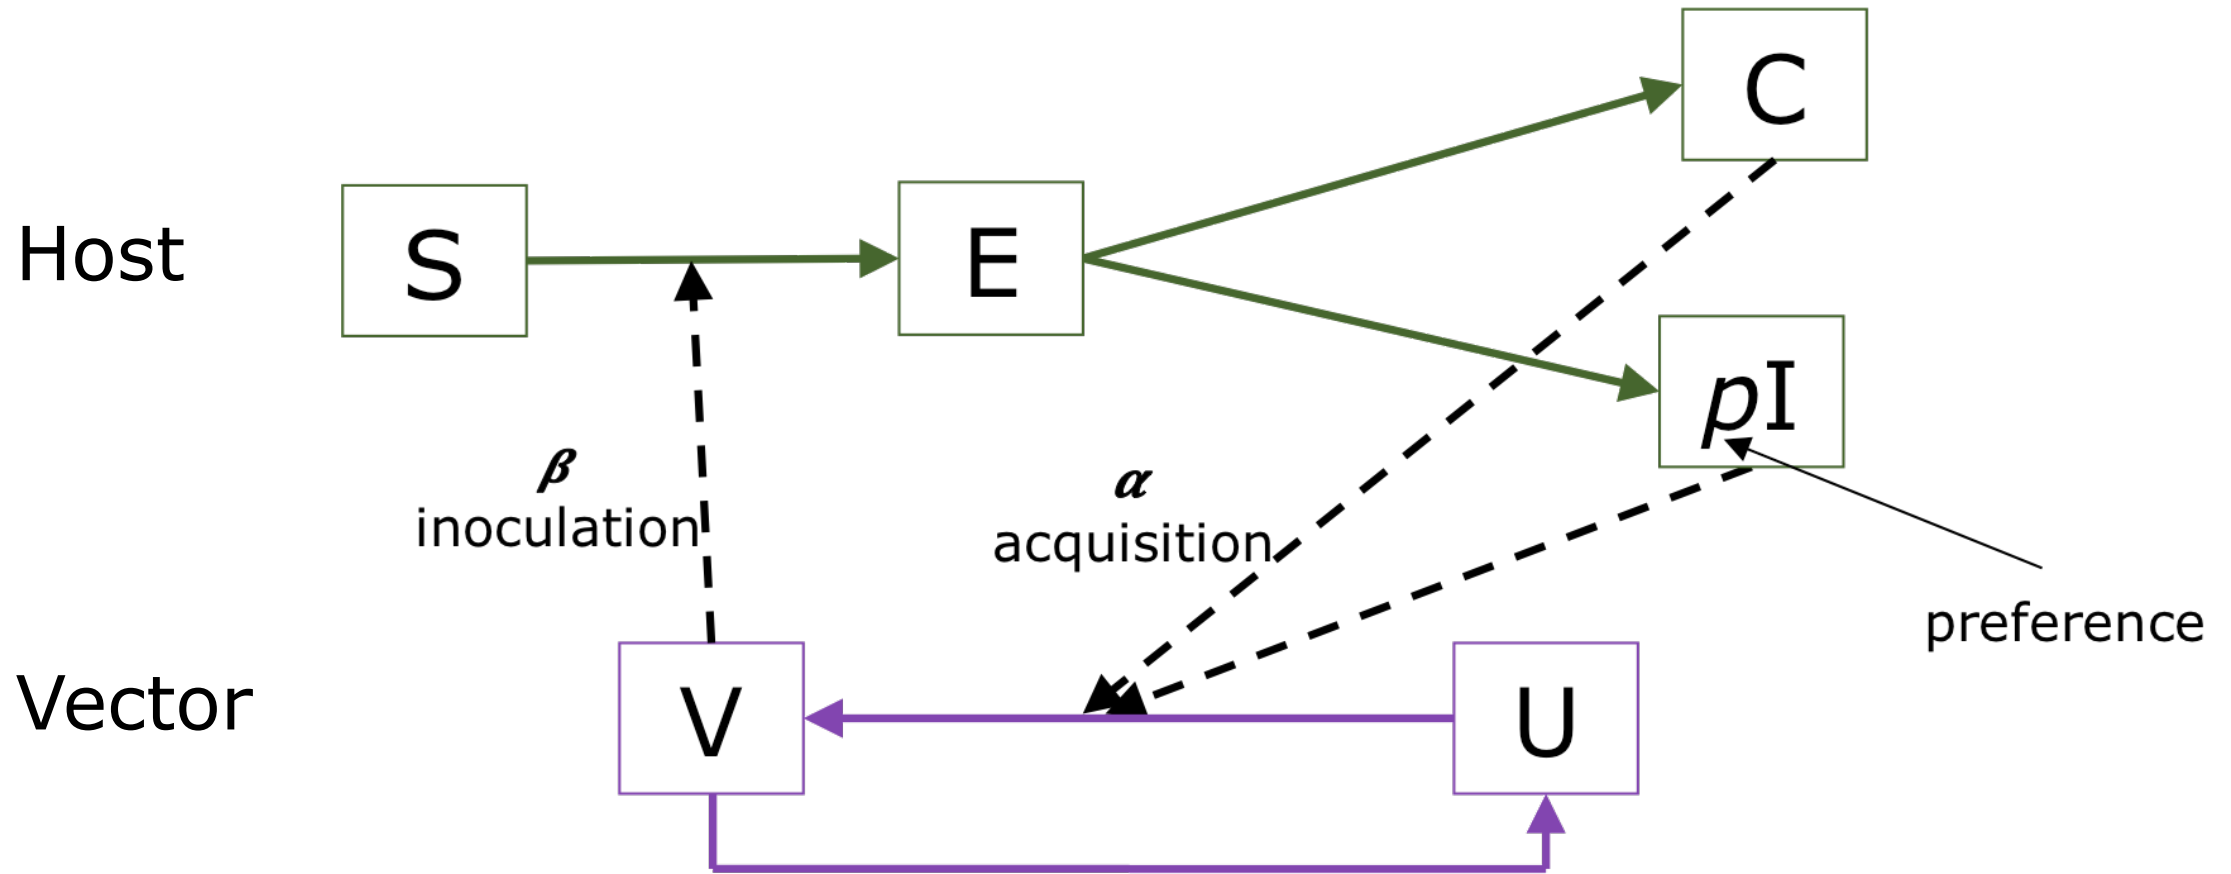 C
Host
S
E
pI
β
inoculation
α
acquisition
preference
Vector
V
U